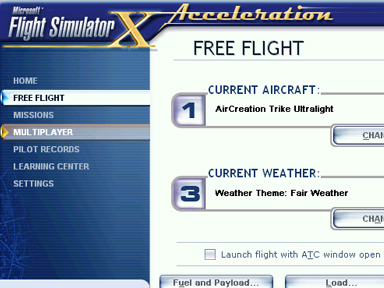 Microsoft
Flight Simulator X Acceleration
FREE FLIGHT
HOME
FREE FLIGHT
MISSIONS
MULTIPLAYER
PILOT RECORDS
LEARNING CENTER
SETTINGS
CURRENT AIRCRAFT:
1
AirCreation Trike Ultralight
CHAN
CURRENT WEATHER:
3
Weather Theme: Fair Weather
CHAN
Launch flight with ATC window open
Fuel and Payload...
Load...